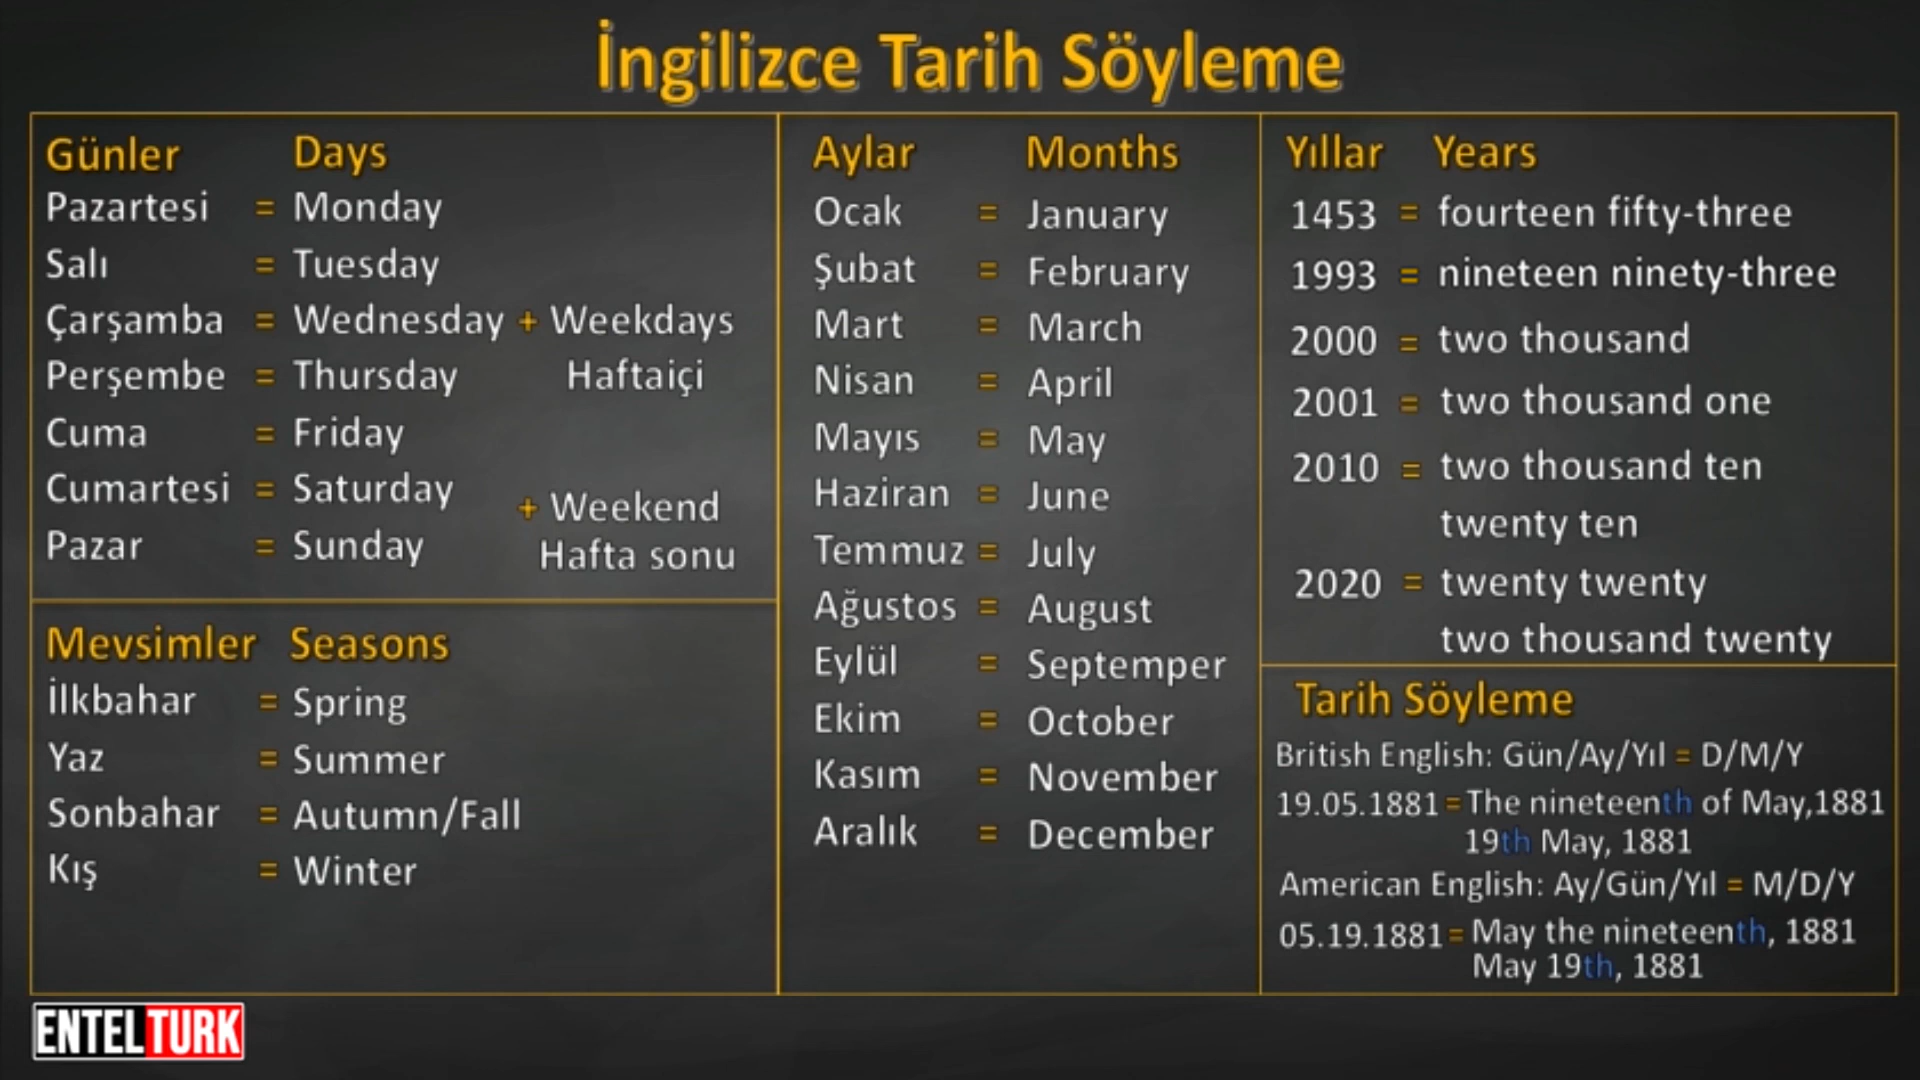 İngilizce Tarih Söyleme
Günler Days
Pazartesi = Monday
Salı = Tuesday
Çarşamba = Wednesday + Weekdays
Perşembe = Thursday Haftaiçi
Cuma = Friday
Cumartesi = Saturday
+ Weekend
Pazar = Sunday
Hafta sonu
Mevsimler Seasons
İlkbahar = Spring
Yaz = Summer
Sonbahar = Autumn/Fall
Kış = Winter
Aylar Months
Ocak = January
Şubat = February
Mart = March
Nisan = April
Mayıs = May
Haziran = June
Temmuz = July
Ağustos = August
Eylül = Septemper
Ekim = October
Kasım = November
Aralık = December
Yıllar Years
1453 = fourteen fifty-three
1993 = nineteen ninety-three
2000 = two thousand
2001 = two thousand one
2010 = two thousand ten
twenty ten
2020 = twenty twenty
two thousand twenty
Tarih Söyleme
British English: Gün/Ay/Yıl = D/M/Y
19.05.1881 = The nineteenth of May,1881
19th May, 1881
American English: Ay/Gün/Yıl = M/D/Y
05.19.1881 = May the nineteenth, 1881
May 19th, 1881
ENTELTURK